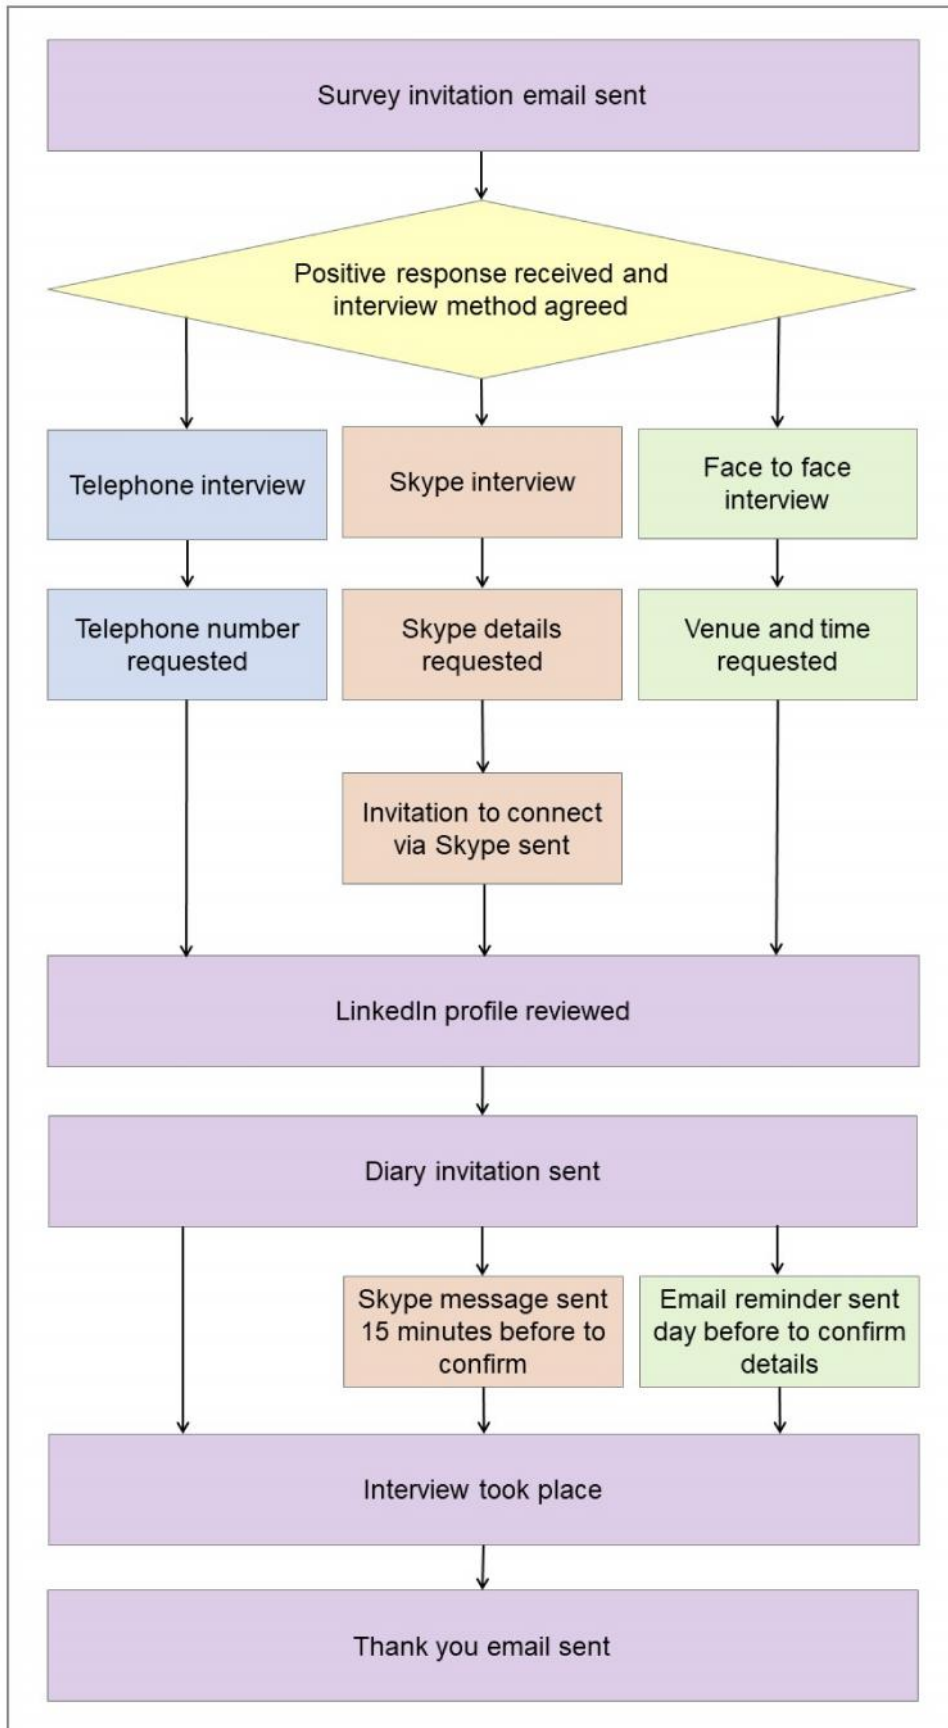 Survey invitation email sent
Positive response received and
interview method agreed
Telephone interview
Skype interview
Face to face
interview
Telephone number
requested
Skype details
requested
Venue and time
requested
Invitation to connect
via Skype sent
LinkedIn profile reviewed
Diary invitation sent
Skype message sent
15 minutes before to
confirm
Email reminder sent
day before to confirm
details
Interview took place
Thank you email sent